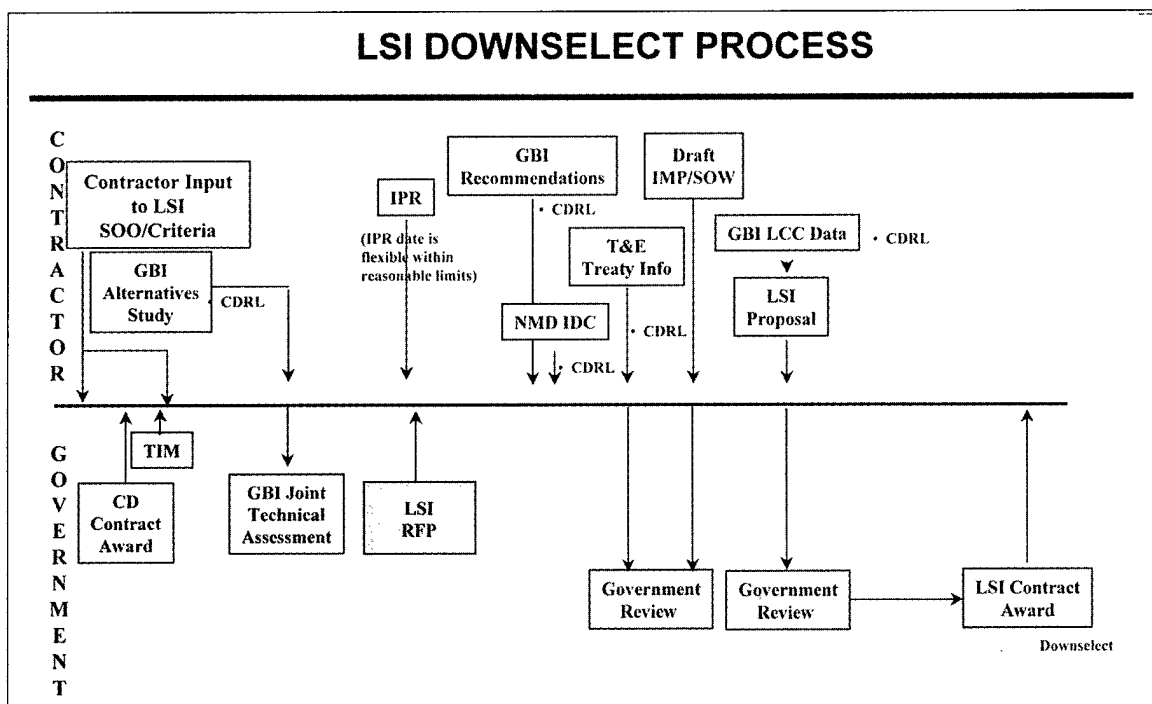 LSI DOWNSELECT PROCESS
CONTRACTOR
Contractor Input
to LSI
SOO/Criteria
GBI
Alternatives
Study
· CDRL
IPR
(IPR date is
flexible within
reasonable limits)
GBI
Recommendations
· CDRL
NMD IDC
· CDRL
T&E
Treaty Info
· CDRL
Draft
IMP/SOW
GBI LCC Data
· CDRL
LSI
Proposal
GOVERNMENT
TIM
CD
Contract
Award
GBI Joint
Technical
Assessment
LSI
RFP
Government
Review
Government
Review
LSI Contract
Award
Downselect